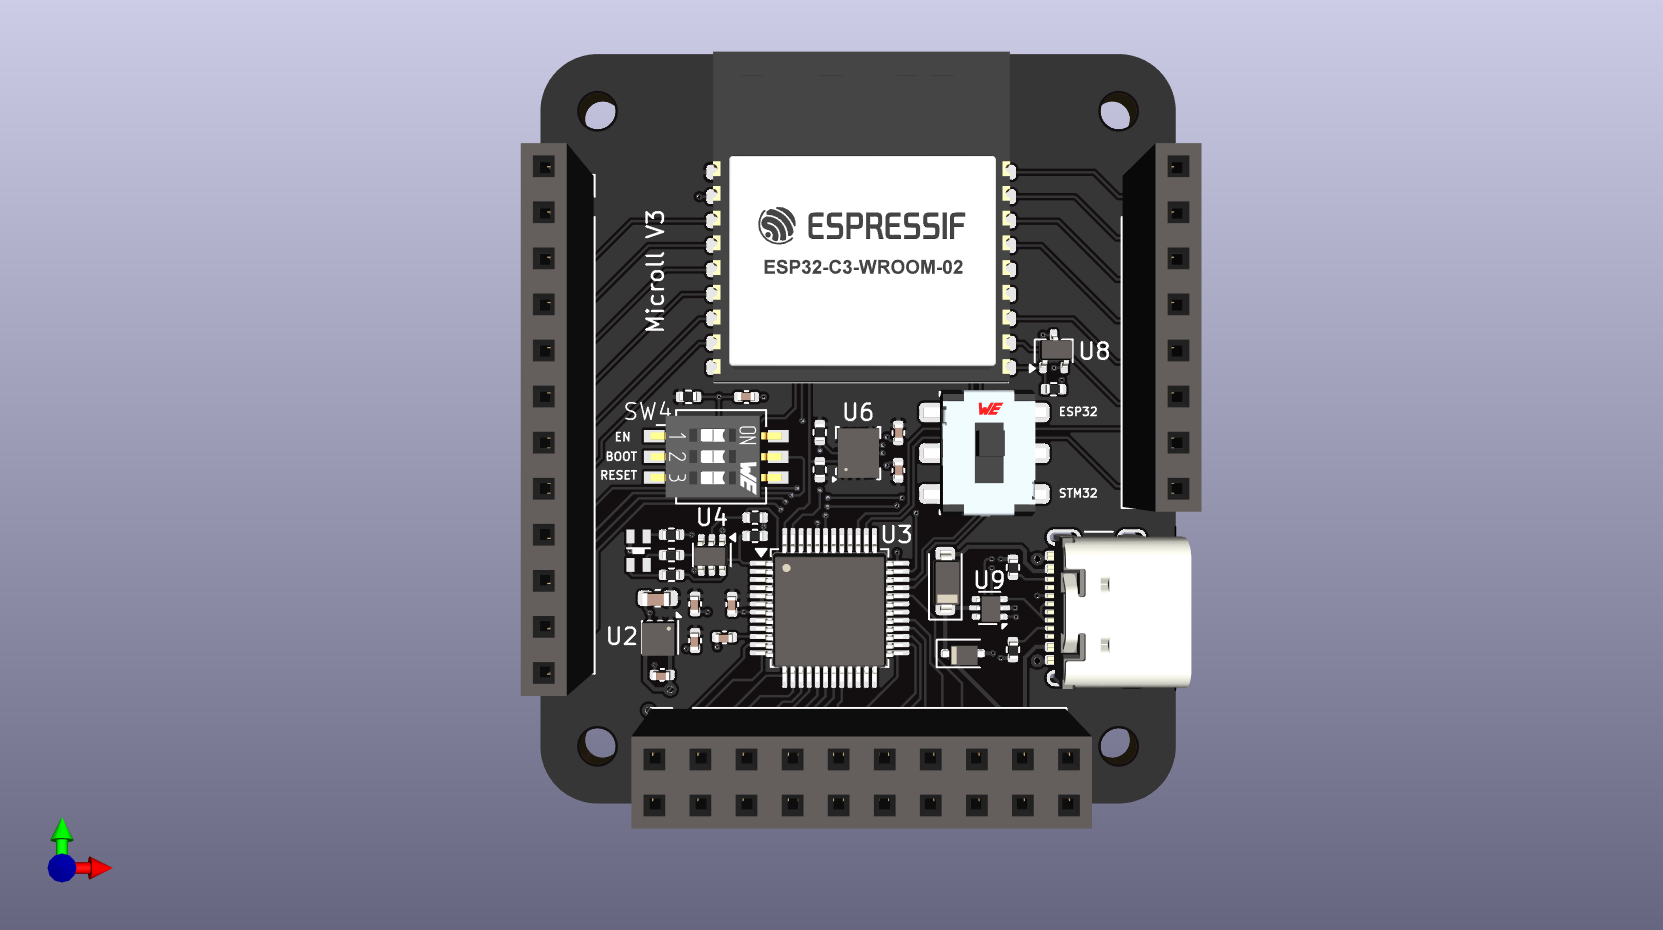 ESPRESSIF
ESP32-C3-WROOM-02
Microll V3
U8
SW4
U6
WE
ESP32
EN
BOOT
RESET
1
2
3
ON
WE
STM32
U4
U3
U9
U2